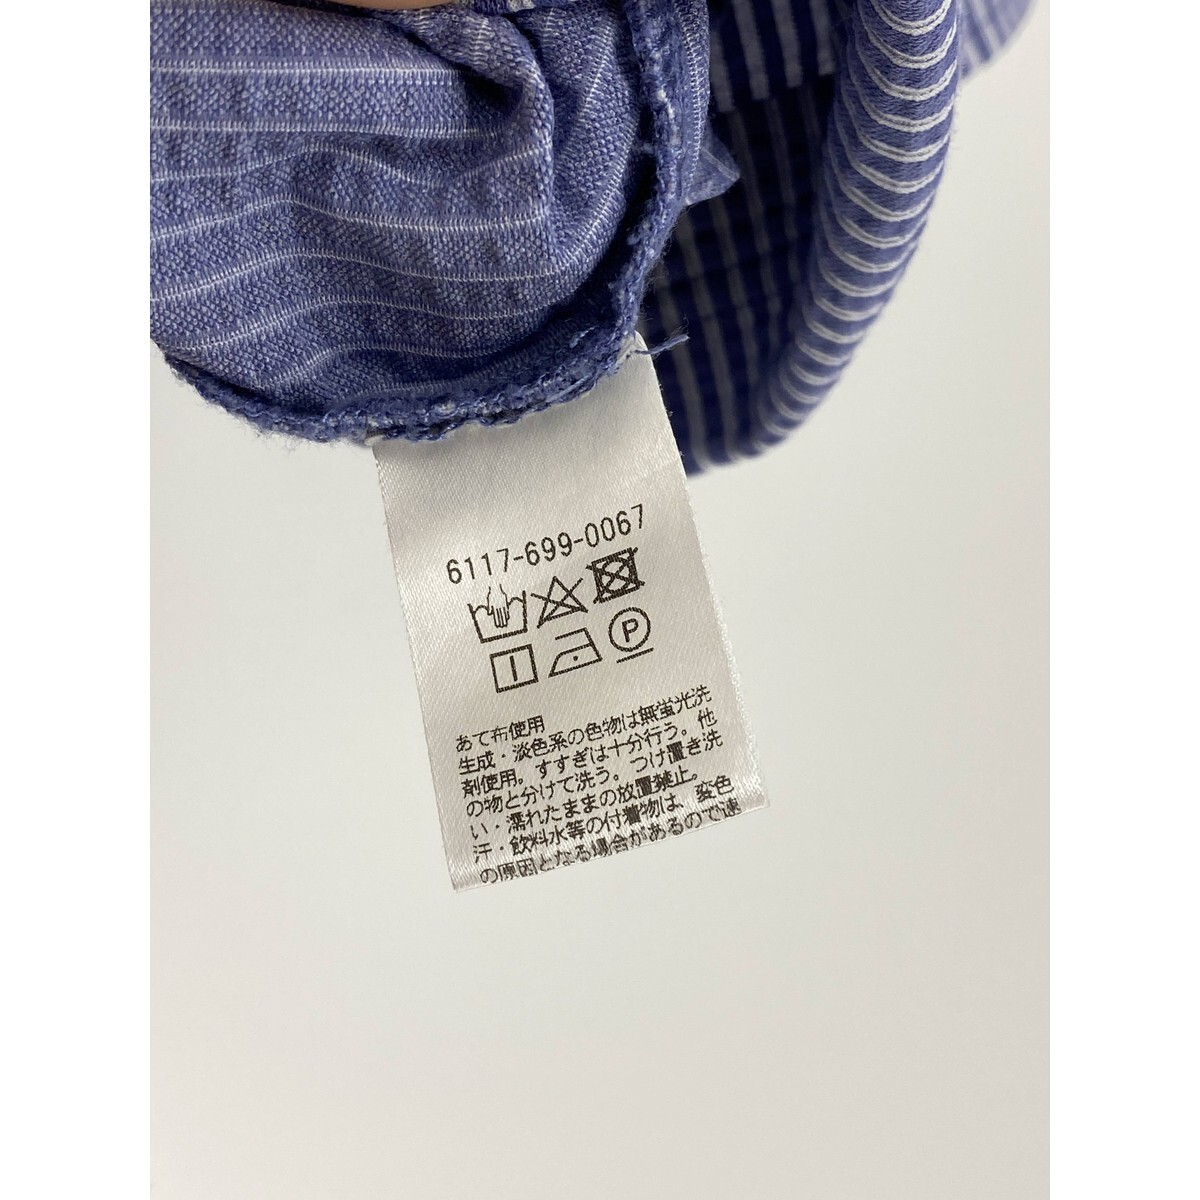 6117-699-0067
P
あて布使用
生成・淡色系の色物は無蛍光洗
剤使用。すすぎは十分行う。他
の物と分けて洗う。つけ置き洗
い・濡れたままの放置禁止。
汗・飲料水等の付着物は、変色
の原因となる場合があるので速